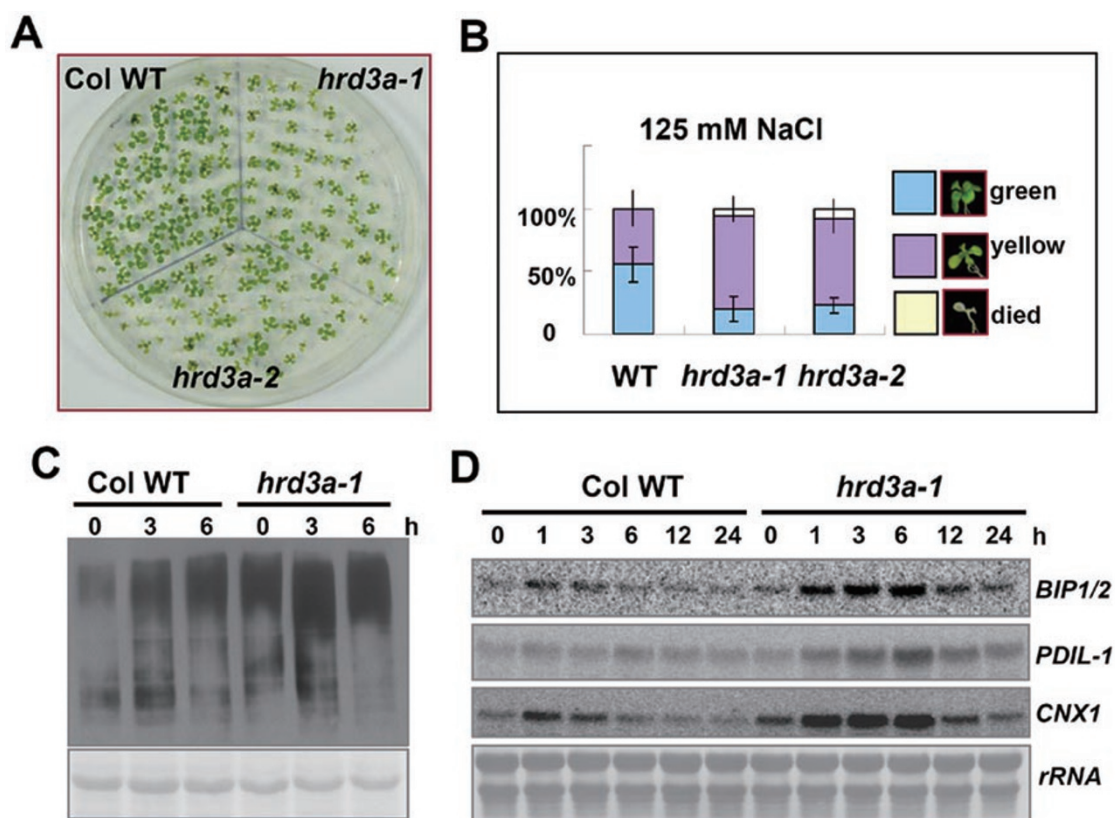 A
Col WT hrd3a-1
hrd3a-2
B
125 mM NaCl
100%
50%
0
WT hrd3a-1 hrd3a-2
green
yellow
died
C
Col WT hrd3a-1
0 3 6 0 3 6 h
D
Col WT hrd3a-1
0 1 3 6 12 24 0 1 3 6 12 24 h
BIP1/2
PDIL-1
CNX1
rRNA